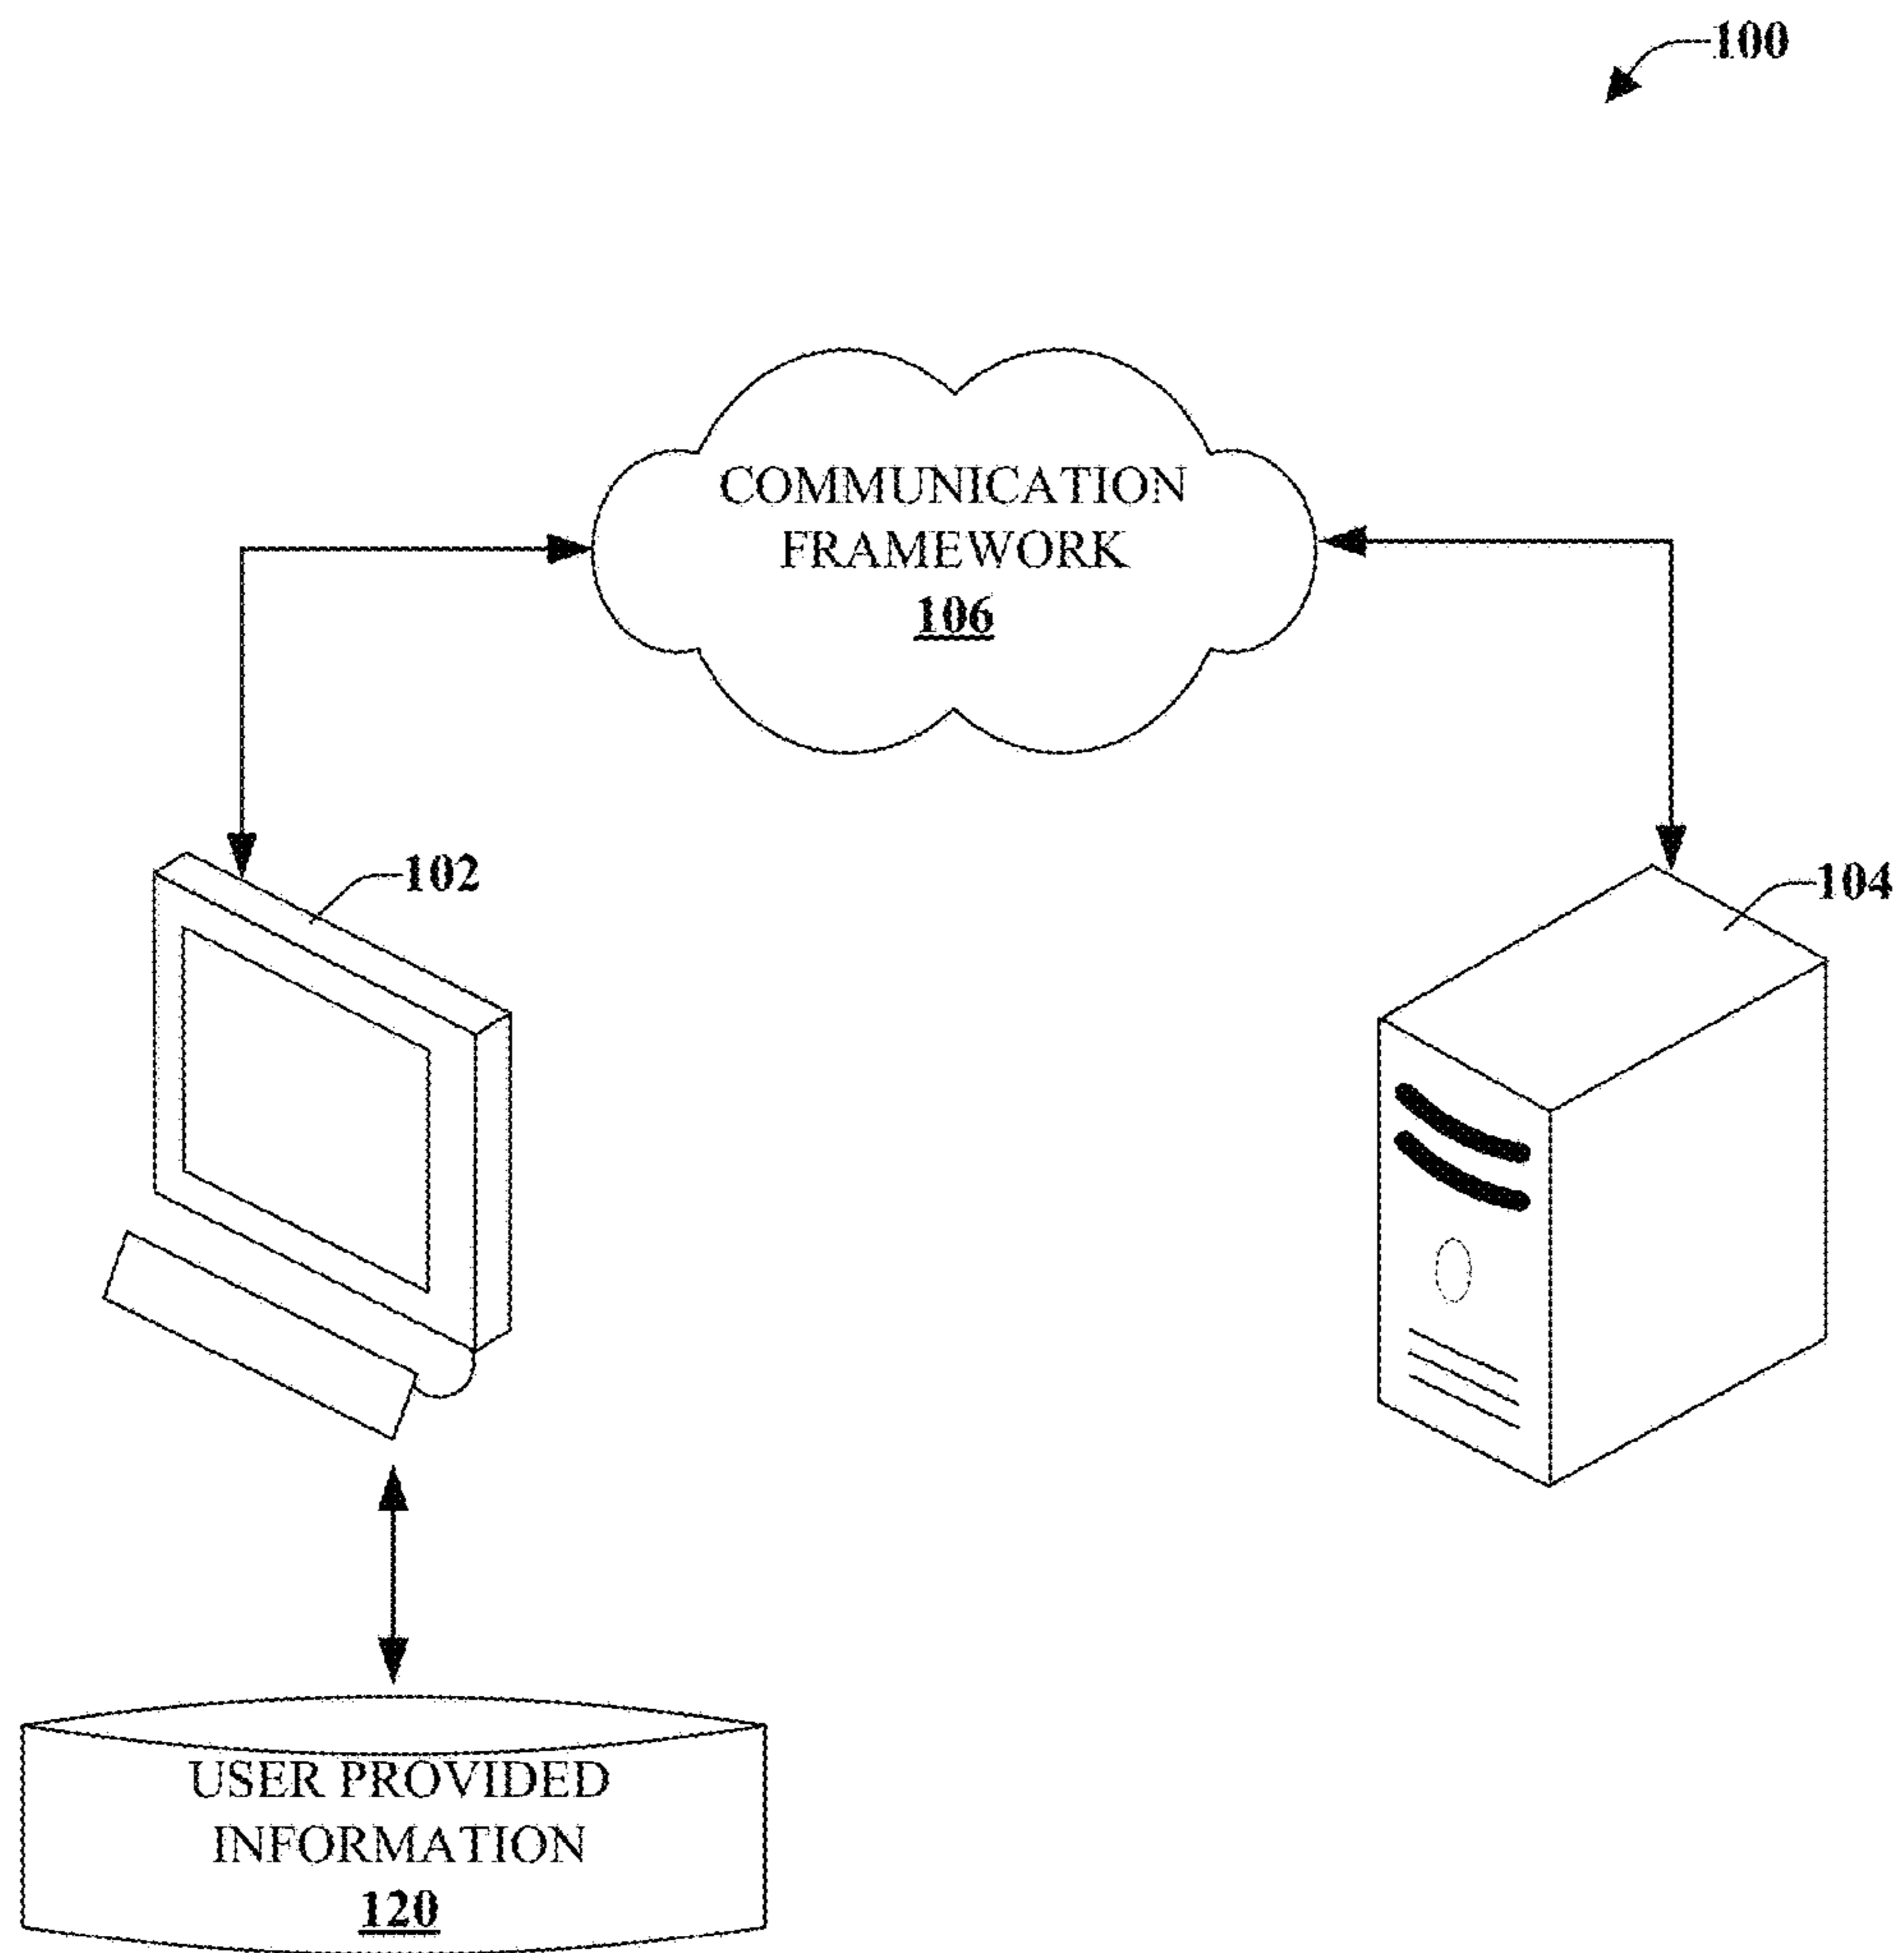 100
COMMUNICATION
FRAMEWORK
106
102
104
USER PROVIDED
INFORMATION
120